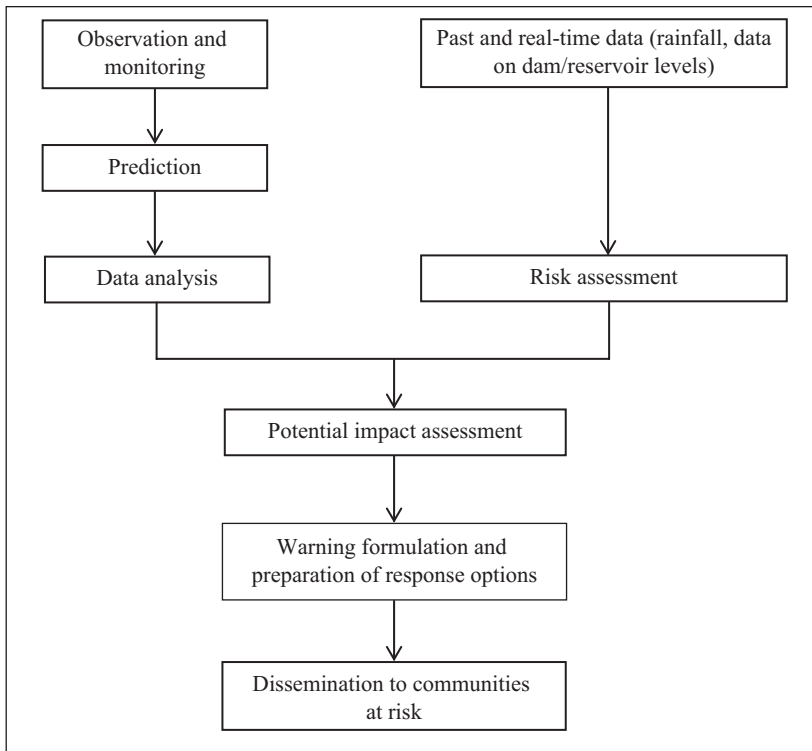 Observation and
monitoring
Past and real-time data (rainfall, data
on dam/reservoir levels)
Prediction
Data analysis
Risk assessment
Potential impact assessment
Warning formulation and
preparation of response options
Dissemination to communities
at risk